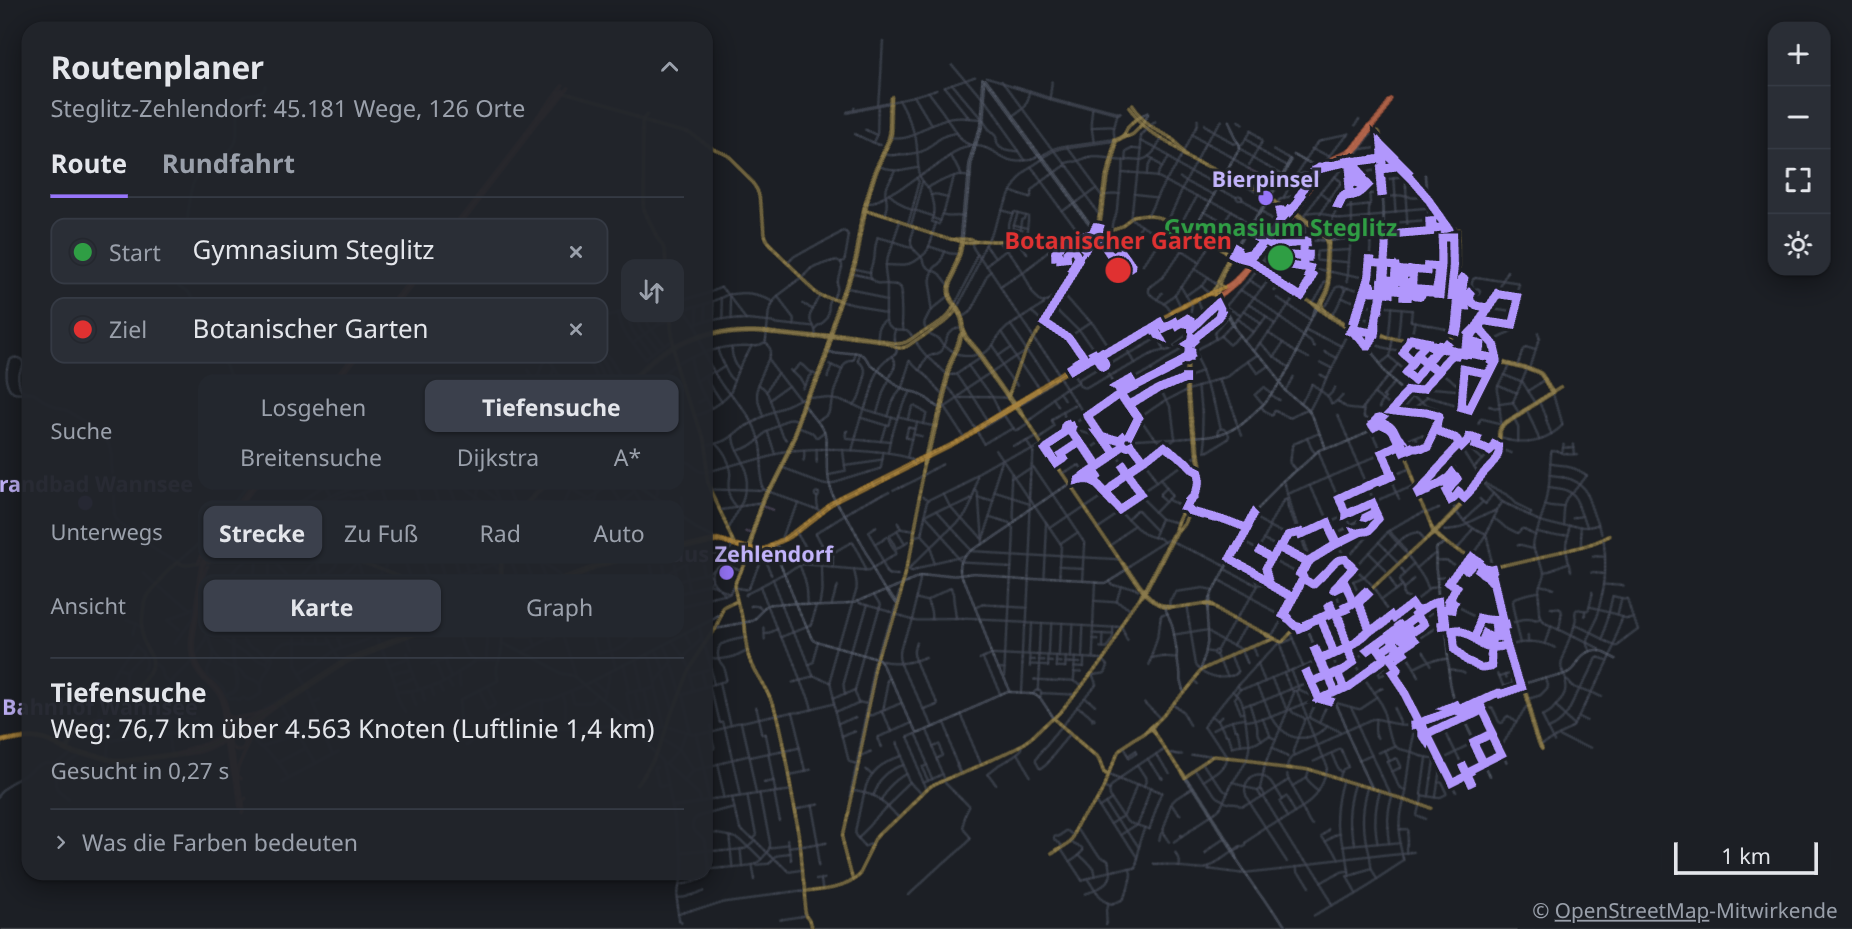 Routenplaner
Steglitz-Zehlendorf: 45.181 Wege, 126 Orte
Route
Rundfahrt
Start Gymnasium Steglitz ×
Ziel Botanischer Garten ×
Suche
Losgehen Tiefensuche
Breitensuche Dijkstra A*
Unterwegs Strecke Zu Fuß Rad Auto
Ansicht Karte Graph
Tiefensuche
Weg: 76,7 km über 4.563 Knoten (Luftlinie 1,4 km)
Gesucht in 0,27 s
Was die Farben bedeuten
Bierpinsel
Gymnasium Steglitz
Botanischer Garten
Zehlendorf
randbad Wannsee
1 km
© OpenStreetMap-Mitwirkende